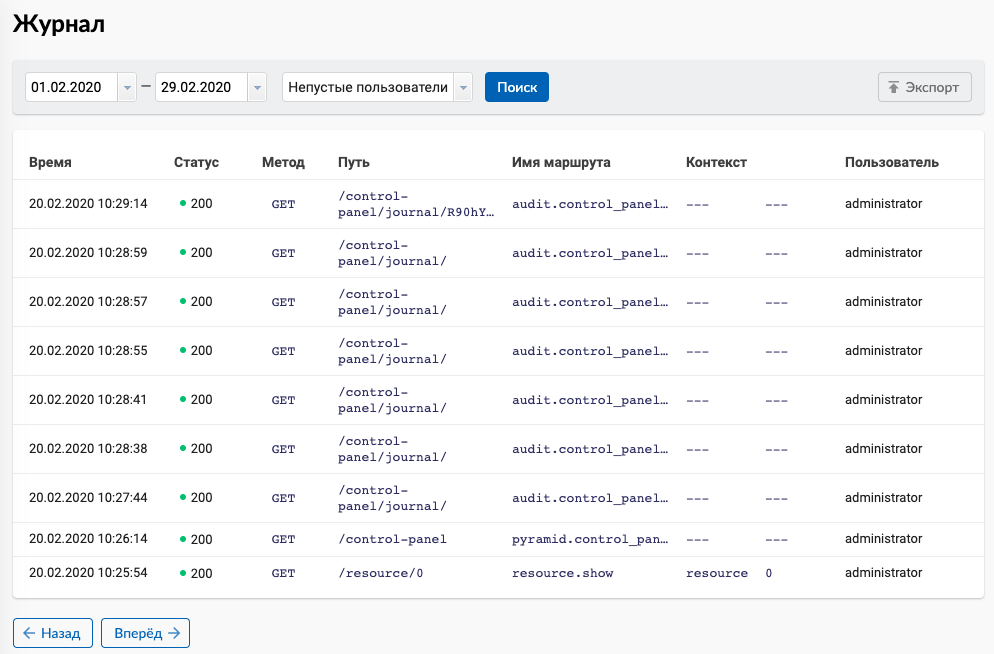 Журнал
01.02.2020 — 29.02.2020 Непустые пользователи Поиск Экспорт
Время Статус Метод Путь Имя маршрута Контекст Пользователь
20.02.2020 10:29:14 200 GET /control-
panel/journal/R90hY… audit.control_panel… --- --- administrator
20.02.2020 10:28:59 200 GET /control-
panel/journal/ audit.control_panel… --- --- administrator
20.02.2020 10:28:57 200 GET /control-
panel/journal/ audit.control_panel… --- --- administrator
20.02.2020 10:28:55 200 GET /control-
panel/journal/ audit.control_panel… --- --- administrator
20.02.2020 10:28:41 200 GET /control-
panel/journal/ audit.control_panel… --- --- administrator
20.02.2020 10:28:38 200 GET /control-
panel/journal/ audit.control_panel… --- --- administrator
20.02.2020 10:27:44 200 GET /control-
panel/journal/ audit.control_panel… --- --- administrator
20.02.2020 10:26:14 200 GET /control-panel pyramid.control_pan… --- --- administrator
20.02.2020 10:25:54 200 GET /resource/0 resource.show resource 0 administrator
← Назад Вперёд →